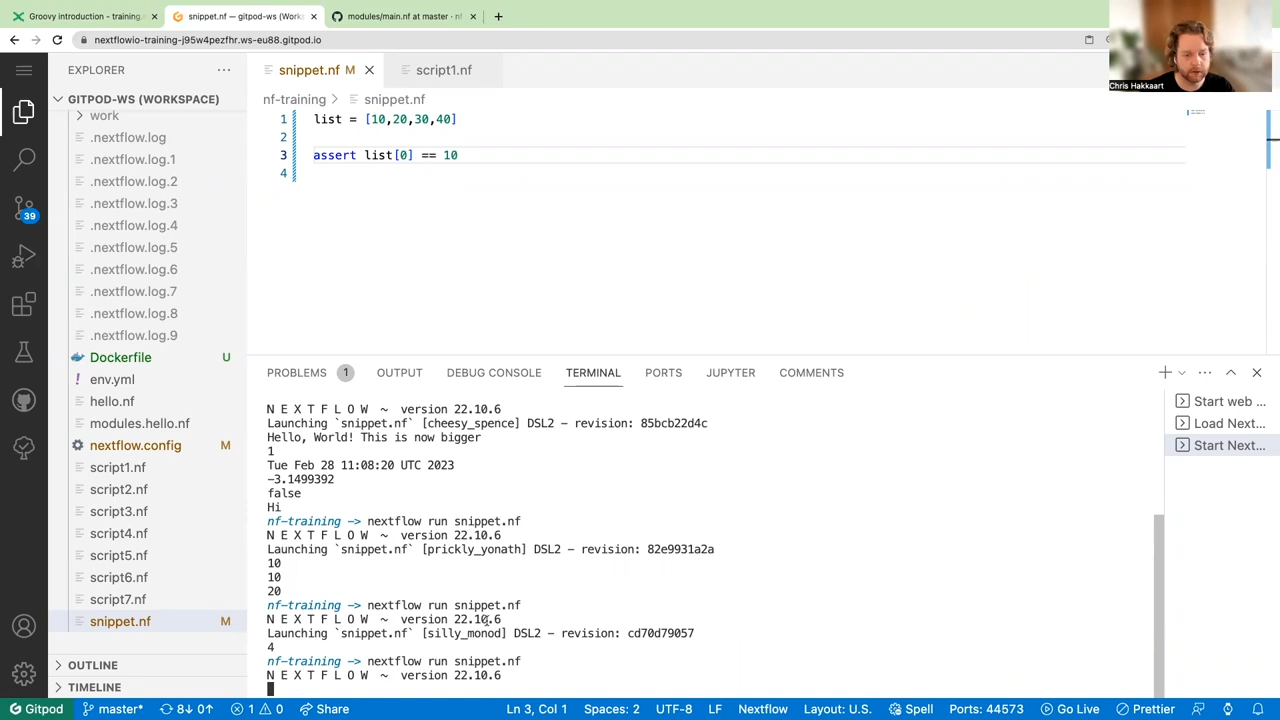 Groovy introduction - training.
snippet.nf — gitpod-ws (Works
modules/main.nf at master · nf
nextflowio-training-j95w4pezfhr.ws-eu88.gitpod.io
Chris Hakkaart
EXPLORER
GITPOD-WS (WORKSPACE)
work
.nextflow.log
.nextflow.log.1
.nextflow.log.2
.nextflow.log.3
.nextflow.log.4
.nextflow.log.5
.nextflow.log.6
.nextflow.log.7
.nextflow.log.8
.nextflow.log.9
Dockerfile U
env.yml
hello.nf
modules.hello.nf
nextflow.config M
script1.nf
script2.nf
script3.nf
script4.nf
script5.nf
script6.nf
script7.nf
snippet.nf M
OUTLINE
TIMELINE
39
snippet.nf M
script1.nf
nf-training > snippet.nf
1 list = [10,20,30,40]
2
3 assert list[0] == 10
4
PROBLEMS 1 OUTPUT DEBUG CONSOLE TERMINAL PORTS JUPYTER COMMENTS
N E X T F L O W ~ version 22.10.6
Launching `snippet.nf` [cheesy_spence] DSL2 - revision: 85bcb22d4c
Hello, World! This is now bigger
1
Tue Feb 28 11:08:20 UTC 2023
-3.1499392
false
Hi
nf-training -> nextflow run snippet.nf
N E X T F L O W ~ version 22.10.6
Launching `snippet.nf` [prickly_yonath] DSL2 - revision: 82e9931a2a
10
10
20
nf-training -> nextflow run snippet.nf
N E X T F L O W ~ version 22.10.6
Launching `snippet.nf` [silly_monod] DSL2 - revision: cd70d79057
4
nf-training -> nextflow run snippet.nf
N E X T F L O W ~ version 22.10.6
Start web ...
Load Next...
Start Next...
Gitpod master* 8↓ 0↑ 1 0 Share Ln 3, Col 1 Spaces: 2 UTF-8 LF Nextflow Layout: U.S. Spell Ports: 44573 Go Live Prettier